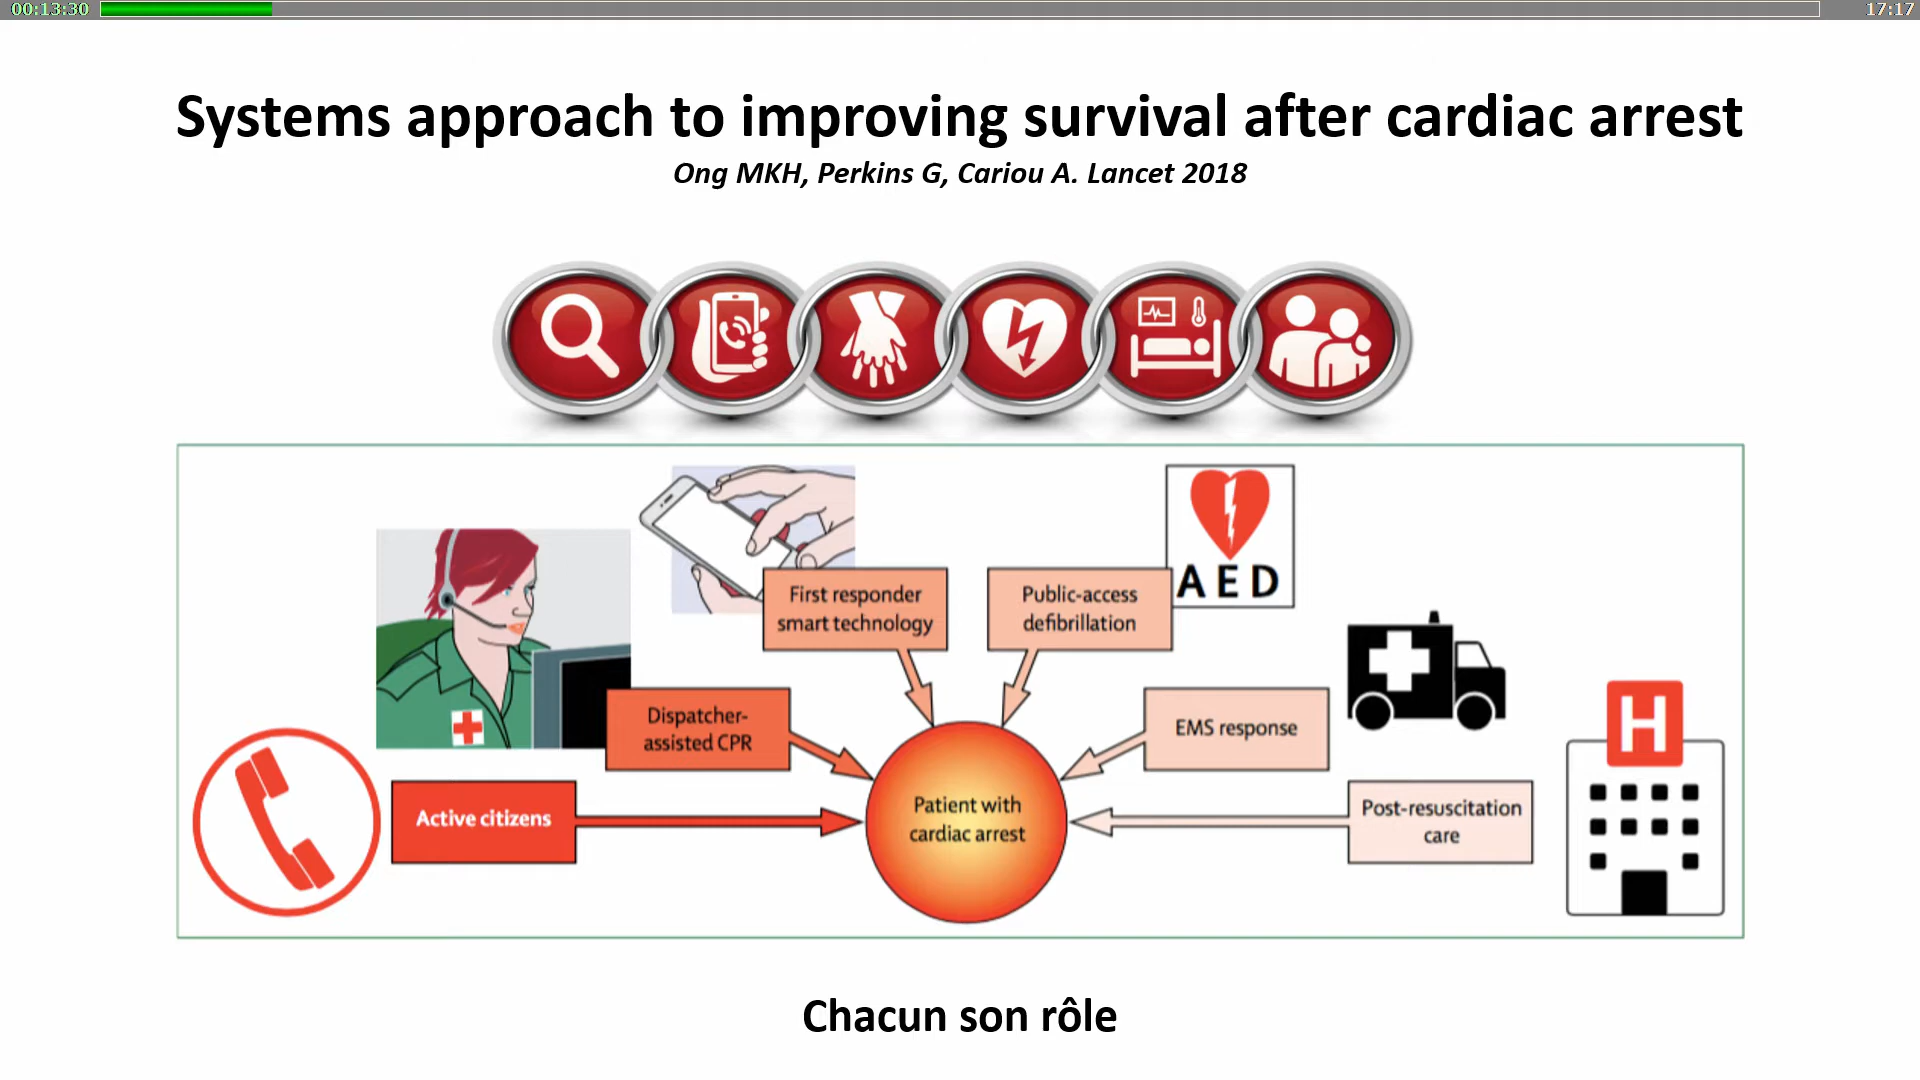 00:13:30
17:17
Systems approach to improving survival after cardiac arrest
Ong MKH, Perkins G, Cariou A. Lancet 2018
AED
First responder
smart technology
Public-access
defibrillation
Dispatcher-
assisted CPR
EMS response
H
Active citizens
Patient with
cardiac arrest
Post-resuscitation
care
Chacun son rôle